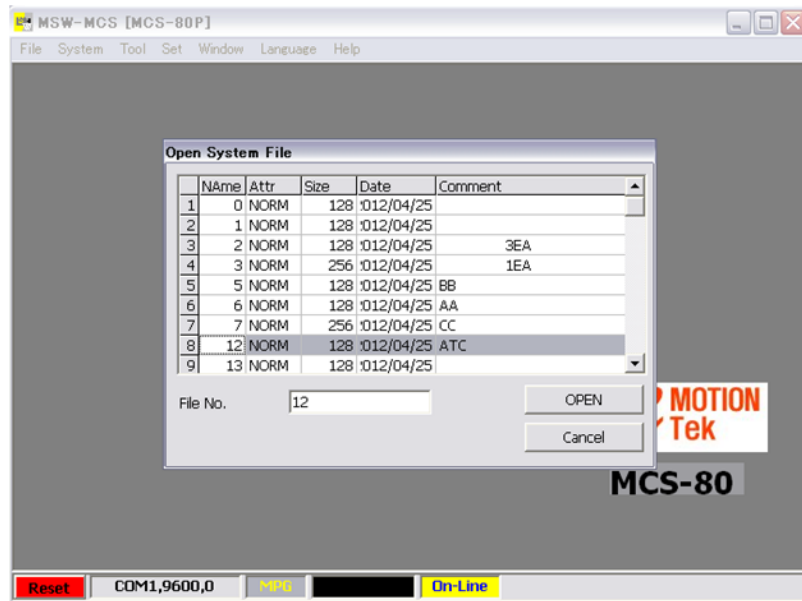 MSW-MCS [MCS-80P]
File System Tool Set Window Language Help
Open System File
NAme Attr Size Date Comment
1 0 NORM 128 :012/04/25
2 1 NORM 128 :012/04/25
3 2 NORM 128 :012/04/25 3EA
4 3 NORM 256 :012/04/25 1EA
5 5 NORM 128 :012/04/25 BB
6 6 NORM 128 :012/04/25 AA
7 7 NORM 256 :012/04/25 CC
8 12 NORM 128 :012/04/25 ATC
9 13 NORM 128 :012/04/25
File No. 12 OPEN
Cancel
MOTION
Tek
MCS-80
Reset COM1,9600,0 MPG On-Line